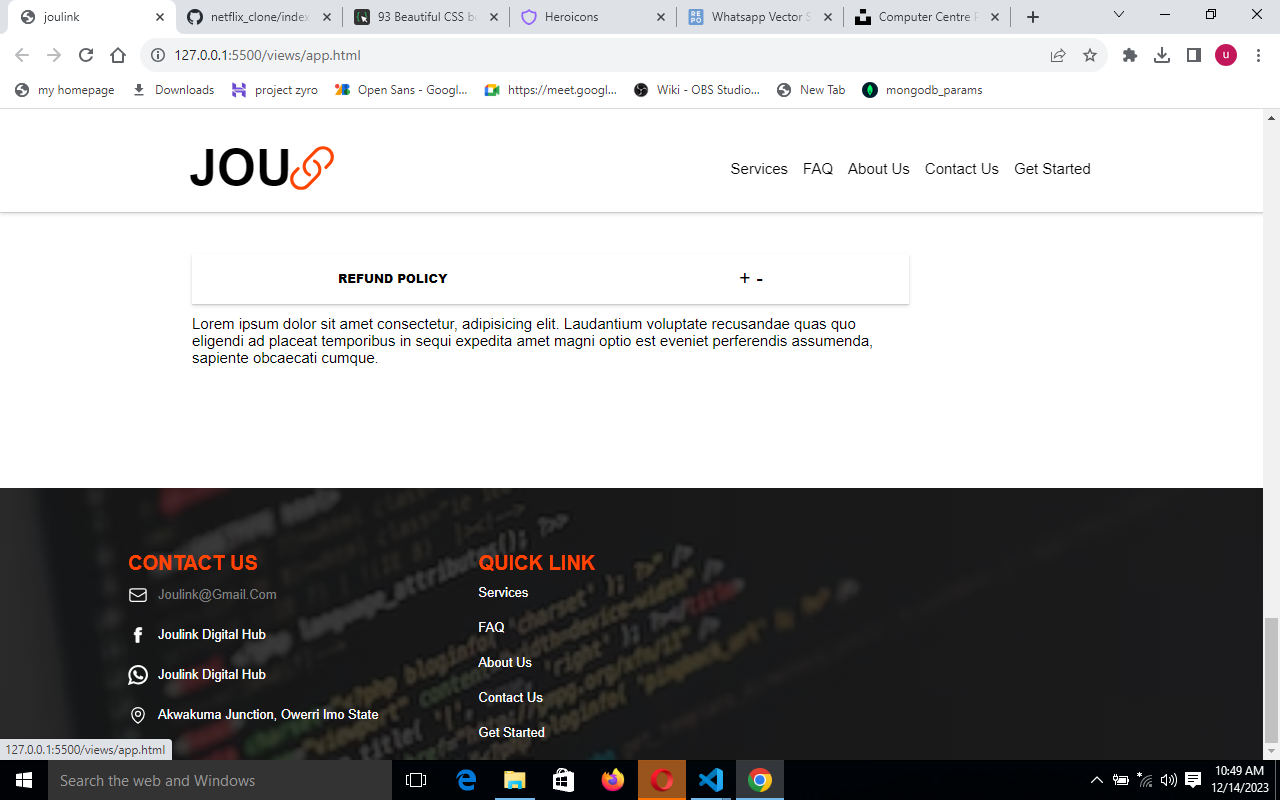 joulink
netflix_clone/index
93 Beautiful CSS b
Heroicons
REPO
Whatsapp Vector S
Computer Centre P
127.0.0.1:5500/views/app.html
u
my homepage
Downloads
project zyro
Open Sans - Googl...
https://meet.googl...
Wiki - OBS Studio...
New Tab
mongodb_params
JOU
Services
FAQ
About Us
Contact Us
Get Started
REFUND POLICY
+ -
Lorem ipsum dolor sit amet consectetur, adipisicing elit. Laudantium voluptate recusandae quas quo
eligendi ad placeat temporibus in sequi expedita amet magni optio est eveniet perferendis assumenda,
sapiente obcaecati cumque.
CONTACT US
Joulink@Gmail.Com
Joulink Digital Hub
Joulink Digital Hub
Akwakuma Junction, Owerri Imo State
QUICK LINK
Services
FAQ
About Us
Contact Us
Get Started
127.0.0.1:5500/views/app.html
Search the web and Windows
10:49 AM
12/14/2023